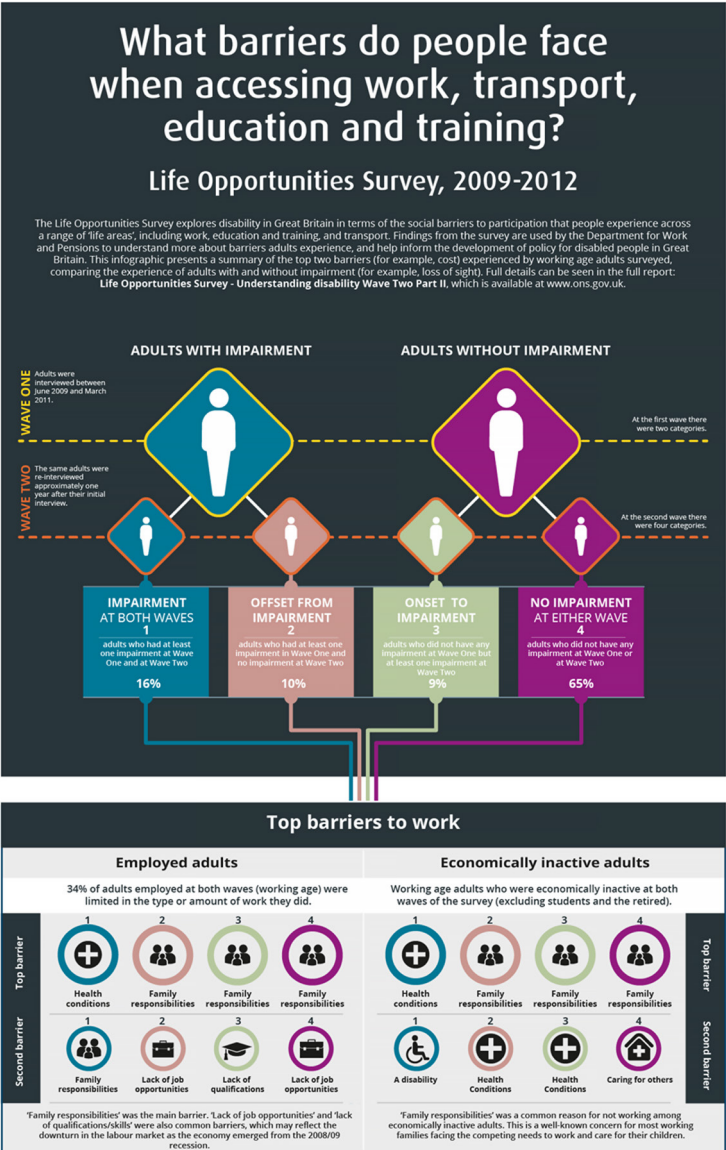 What barriers do people face
when accessing work, transport,
education and training?
Life Opportunities Survey, 2009-2012
The Life Opportunities Survey explores disability in Great Britain in terms of the social barriers to participation that people experience across
a range of ‘life areas’, including work, education and training, and transport. Findings from the survey are used by the Department for Work
and Pensions to understand more about barriers adults experience, and help inform the development of policy for disabled people in Great
Britain. This infographic presents a summary of the top two barriers (for example, cost) experienced by working age adults surveyed,
comparing the experience of adults with and without impairment (for example, loss of sight). Full details can be seen in the full report:
Life Opportunities Survey - Understanding disability Wave Two Part II, which is available at www.ons.gov.uk.
ADULTS WITH IMPAIRMENT
ADULTS WITHOUT IMPAIRMENT
WAVE ONE
Adults were
interviewed between
June 2009 and March
2011.
At the first wave there
were two categories.
WAVE TWO
The same adults were
re-interviewed
approximately one
year after their initial
interview.
At the second wave there
were four categories.
IMPAIRMENT
AT BOTH WAVES
1
adults who had at least
one impairment at Wave
One and at Wave Two
16%
OFFSET FROM
IMPAIRMENT
2
adults who had at least one
impairment in Wave One and
no impairment at Wave Two
10%
ONSET TO
IMPAIRMENT
3
adults who did not have any
impairment at Wave One but
at least one impairment at
Wave Two
9%
NO IMPAIRMENT
AT EITHER WAVE
4
adults who did not have any
impairment at Wave One or
at Wave Two
65%
Top barriers to work
Employed adults
34% of adults employed at both waves (working age) were
limited in the type or amount of work they did.
Top barrier
1
Health
conditions
2
Family
responsibilities
3
Family
responsibilities
4
Family
responsibilities
Second barrier
1
Family
responsibilities
2
Lack of job
opportunities
3
Lack of
qualifications
4
Lack of job
opportunities
‘Family responsibilities’ was the main barrier. ‘Lack of job opportunities’ and ‘lack
of qualifications/skills’ were also common barriers, which may reflect the
downturn in the labour market as the economy emerged from the 2008/09
recession.
Economically inactive adults
Working age adults who were economically inactive at both
waves of the survey (excluding students and the retired).
1
Health
conditions
2
Family
responsibilities
3
Family
responsibilities
4
Family
responsibilities
Top barrier
1
A disability
2
Health
Conditions
3
Health
Conditions
4
Caring for others
Second barrier
‘Family responsibilities’ was a common reason for not working among
economically inactive adults. This is a well-known concern for most working
families facing the competing needs to work and care for their children.